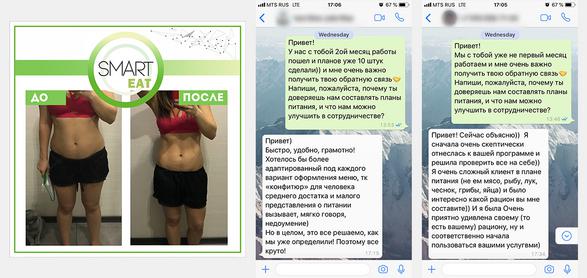 SMART
EAT
ДО
ПОСЛЕ
MTS RUS LTE
17:06
67 %
Wednesday
Привет!
У нас с тобой 2ой месяц работы
пошел и планов уже 10 штук
сделали)) и мне очень важно
получить твою обратную связь
Напиши, пожалуйста, почему ты
доверяешь нам составлять планы
питания, и что нам можно
улучшить в сотрудничестве?
13:53
Привет)
Быстро, удобно, грамотно!
Хотелось бы более
адаптированный под каждого
вариант оформления меню, тк
«конфитюр» для человека
среднего достатка и малого
представления о питании
вызывает, мягко говоря,
недоумение)
Но в целом, это все решаемо, как
мы уже определили! Поэтому все
круто!
17:15
MTS RUS LTE
17:05
67 %
Wednesday
Привет!
Мы с тобой уже не первый месяц
работаем и мне очень важно
получить твою обратную связь
Напиши, пожалуйста, почему ты
доверяешь нам составлять планы
питания, и что нам можно
улучшить в сотрудничестве?
13:46
Привет! Сейчас объясню)) Я
сначала очень скептически
отнеслась к вашей программе и
решила проверить все на себе))
Я очень сложный клиент в плане
питания (не ем мясо, рыбу, лук,
чеснок, грибы, яйца) и было
интересно какой рацион вы мне
составите)) И я была Очень
приятно удивлена своему (то
есть вашему) рациону, ну и
соответственно начала
пользоваться вашими услугами)
17:34